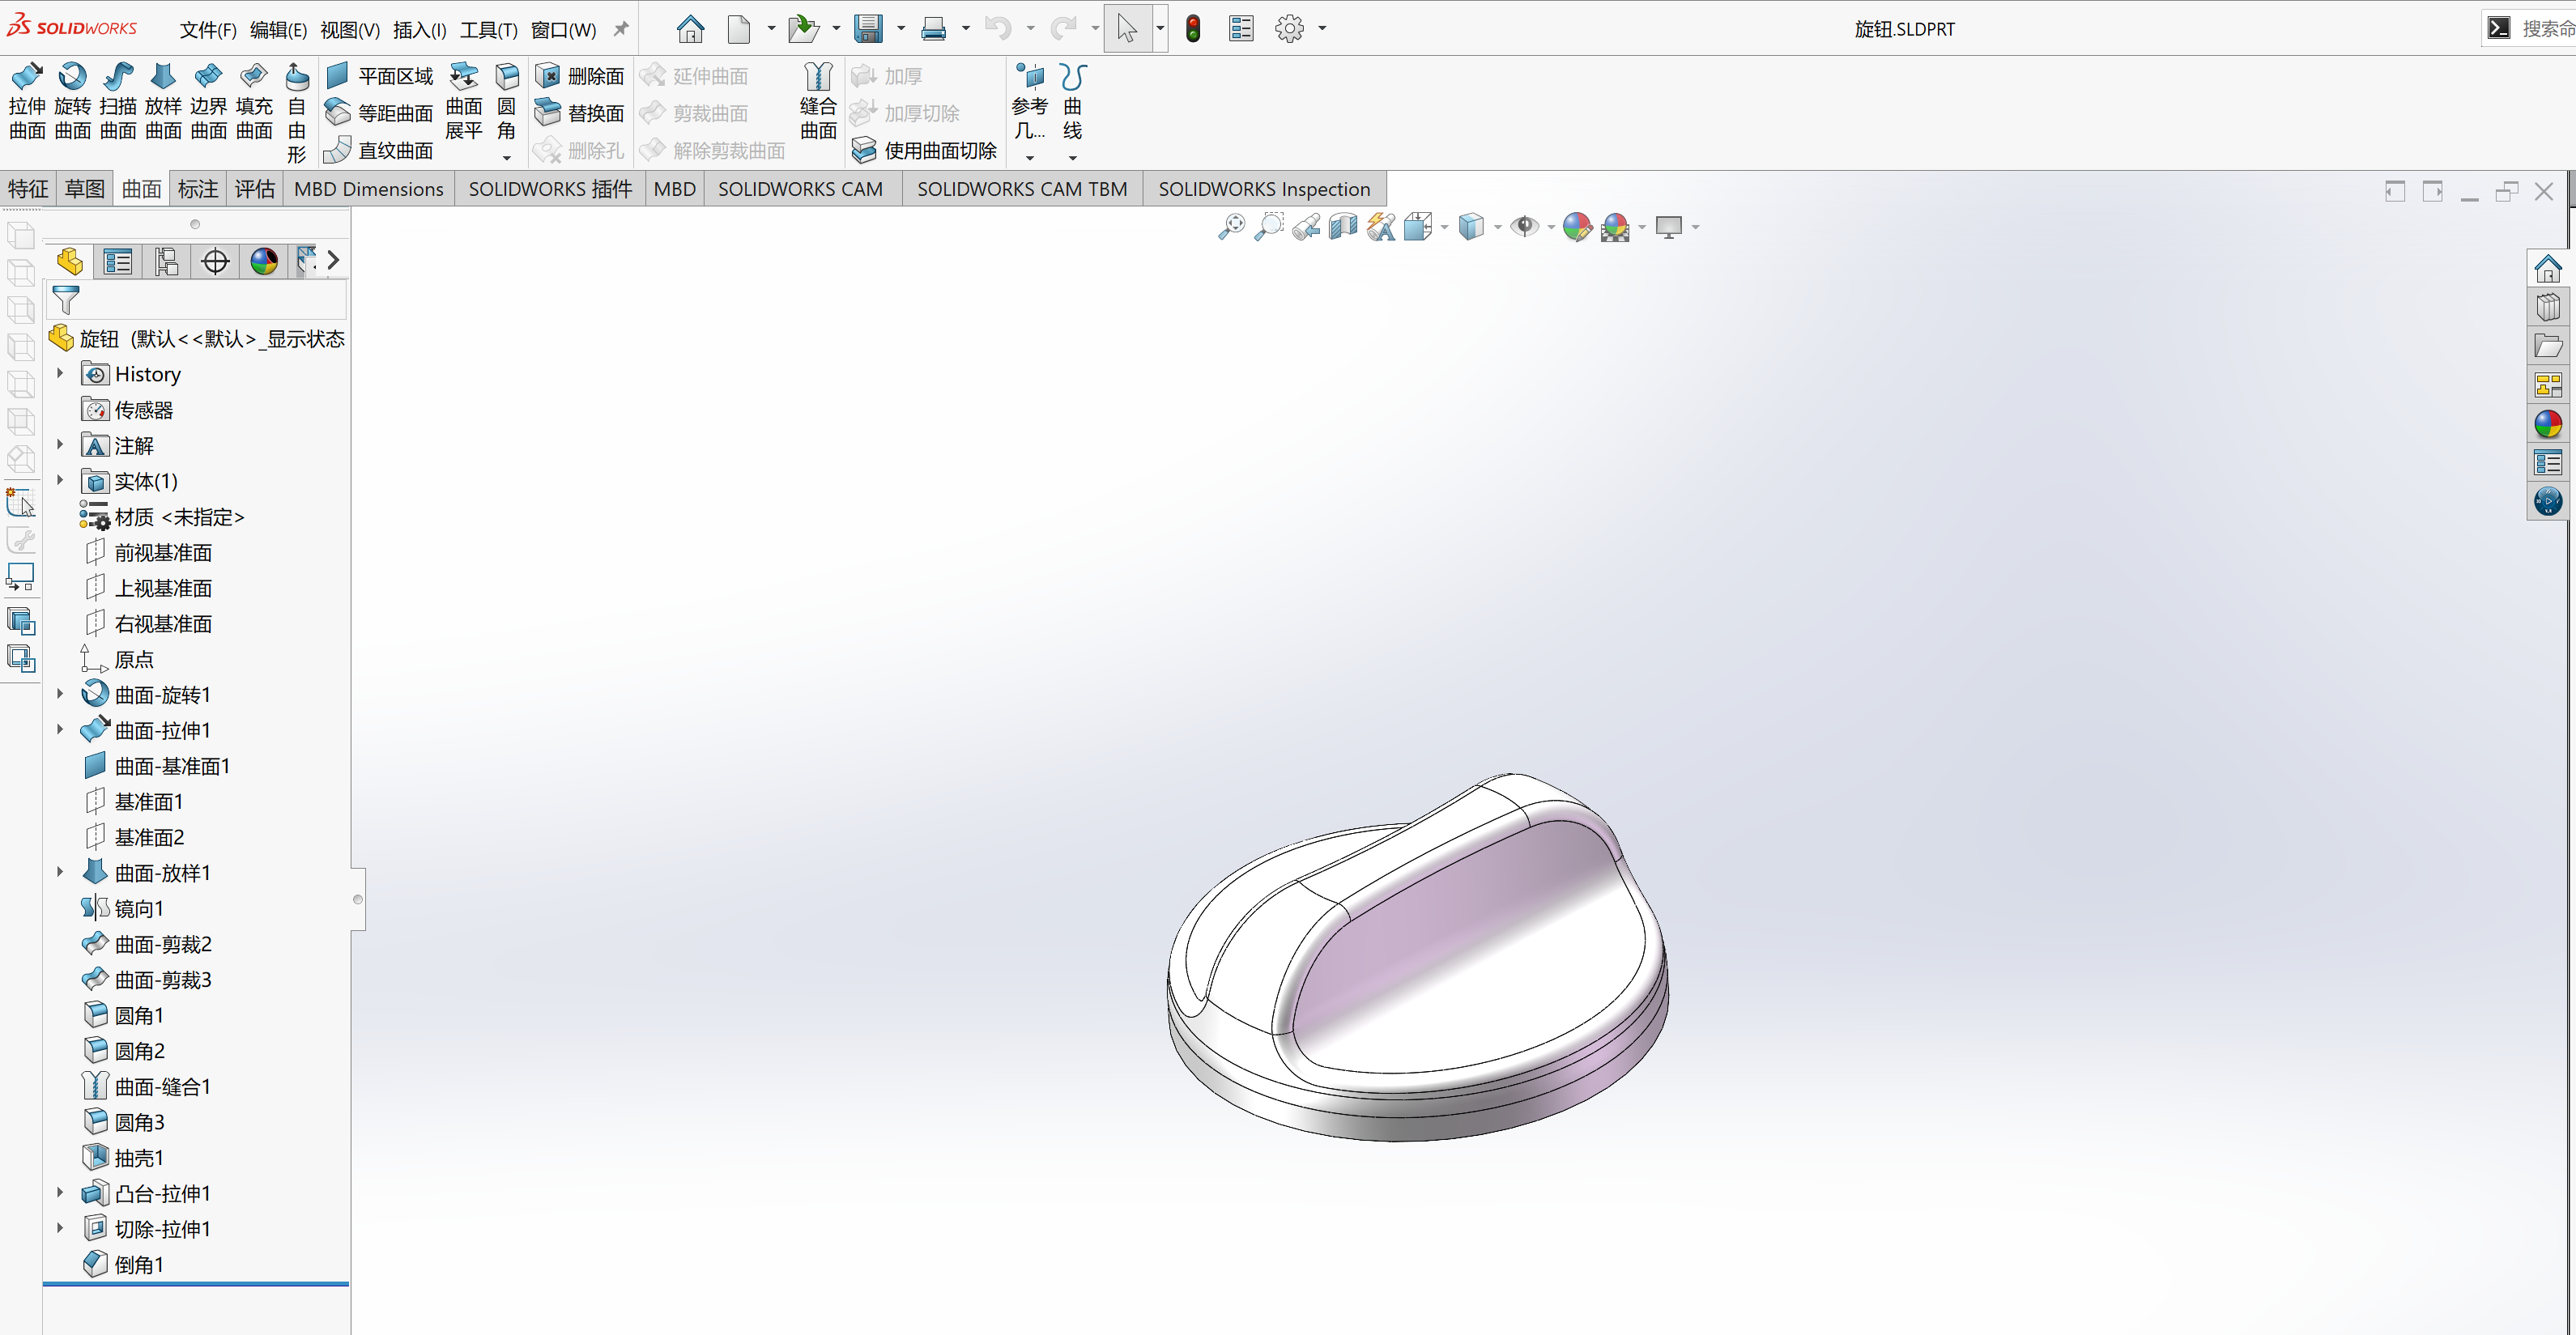 SOLIDWORKS 文件(F) 编辑(E) 视图(V) 插入(I) 工具(T) 窗口(W) 旋钮.SLDPRT 搜索命
拉伸曲面
旋转曲面
扫描曲面
放样曲面
边界曲面
填充曲面
自由形
平面区域
等距曲面
直纹曲面
曲面展平
圆角
删除面
替换面
删除孔
延伸曲面
剪裁曲面
解除剪裁曲面
缝合曲面
加厚
加厚切除
使用曲面切除
参考几...
曲线
特征 草图 曲面 标注 评估 MBD Dimensions SOLIDWORKS 插件 MBD SOLIDWORKS CAM SOLIDWORKS CAM TBM SOLIDWORKS Inspection
旋钮 (默认<<默认>_显示状态
History
传感器
注解
实体(1)
材质 <未指定>
前视基准面
上视基准面
右视基准面
原点
曲面-旋转1
曲面-拉伸1
曲面-基准面1
基准面1
基准面2
曲面-放样1
镜向1
曲面-剪裁2
曲面-剪裁3
圆角1
圆角2
曲面-缝合1
圆角3
抽壳1
凸台-拉伸1
切除-拉伸1
倒角1